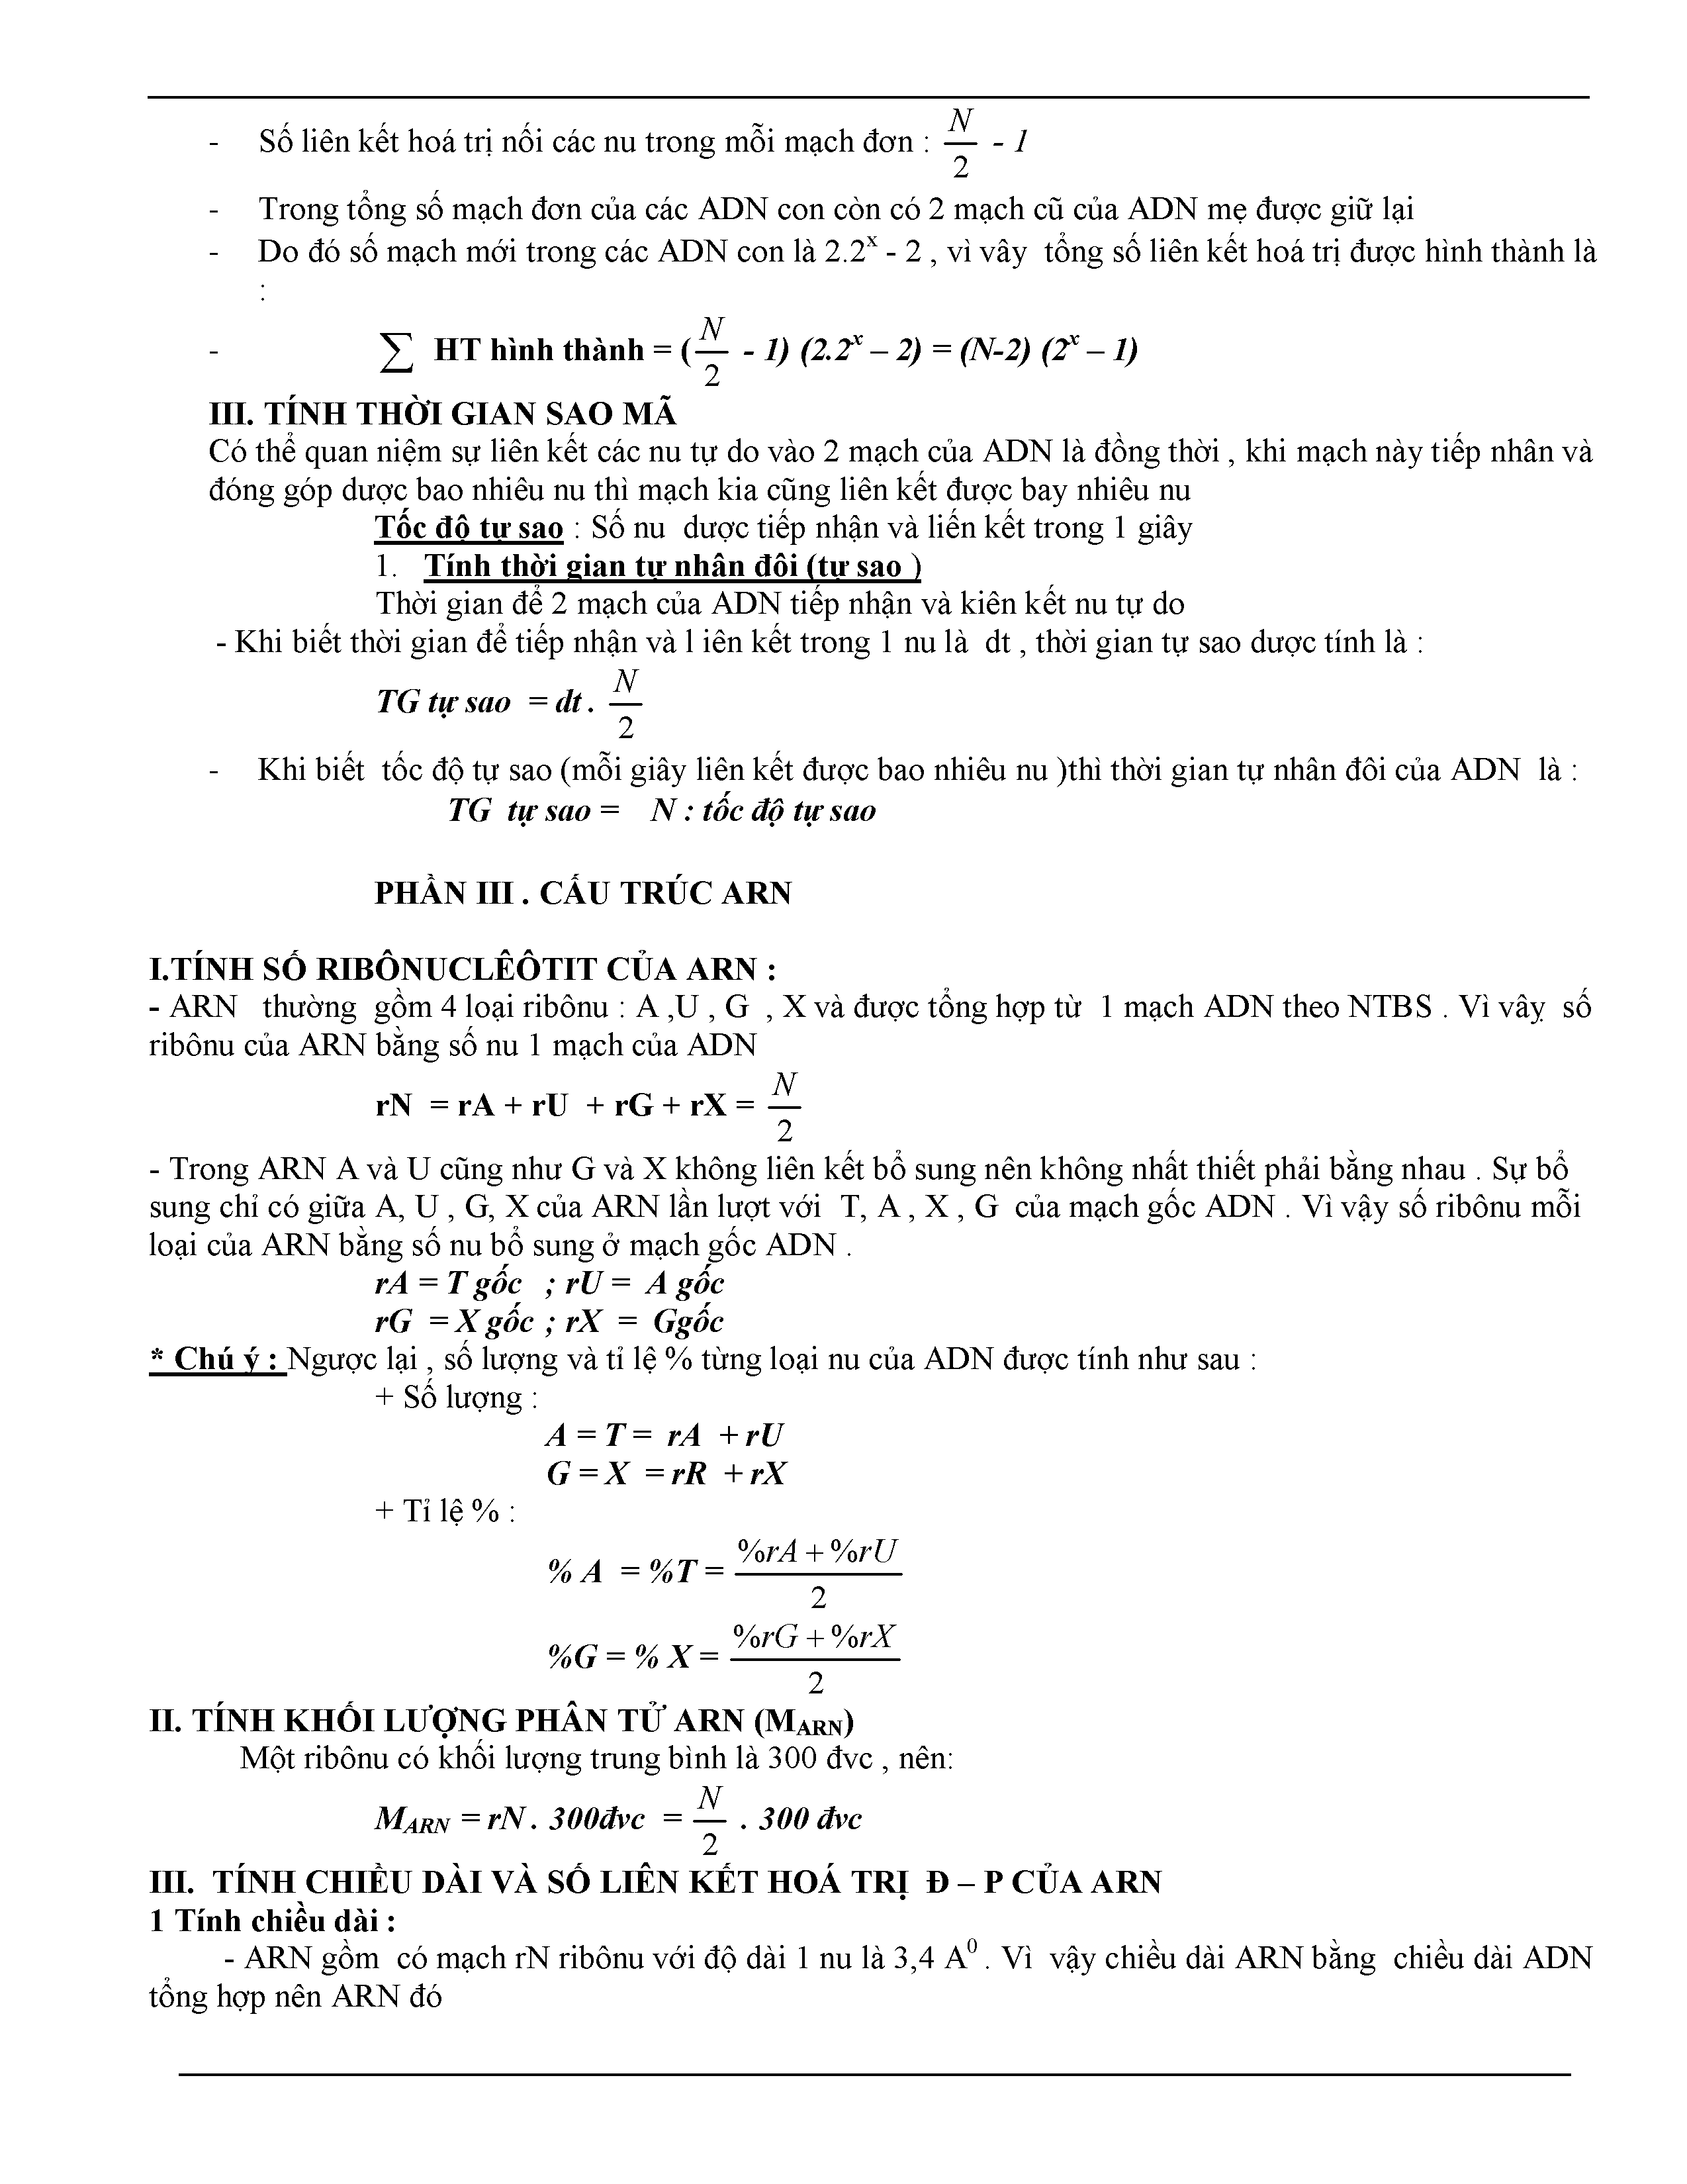 - Số liên kết hoá trị nối các nu trong mỗi mạch đơn : N/2 - 1
- Trong tổng số mạch đơn của các ADN con còn có 2 mạch cũ của ADN mẹ được giữ lại
- Do đó số mạch mới trong các ADN con là 2.2^x - 2 , vì vây tổng số liên kết hoá trị được hình thành là
:
- ∑ HT hình thành = (N/2 - 1) (2.2^x – 2) = (N-2) (2^x – 1)
III. TÍNH THỜI GIAN SAO MÃ
Có thể quan niệm sự liên kết các nu tự do vào 2 mạch của ADN là đồng thời , khi mạch này tiếp nhân và
đóng góp dược bao nhiêu nu thì mạch kia cũng liên kết được bay nhiêu nu
Tốc độ tự sao : Số nu dược tiếp nhận và liến kết trong 1 giây
1. Tính thời gian tự nhân đôi (tự sao )
Thời gian để 2 mạch của ADN tiếp nhận và kiên kết nu tự do
- Khi biết thời gian để tiếp nhận và l iên kết trong 1 nu là dt , thời gian tự sao dược tính là :
TG tự sao = dt . N/2
- Khi biết tốc độ tự sao (mỗi giây liên kết được bao nhiêu nu )thì thời gian tự nhân đôi của ADN là :
TG tự sao = N : tốc độ tự sao
PHẦN III . CẤU TRÚC ARN
I.TÍNH SỐ RIBÔNUCLÊÔTIT CỦA ARN :
- ARN thường gồm 4 loại ribônu : A ,U , G , X và được tổng hợp từ 1 mạch ADN theo NTBS . Vì vâỵ số
ribônu của ARN bằng số nu 1 mạch của ADN
rN = rA + rU + rG + rX = N/2
- Trong ARN A và U cũng như G và X không liên kết bổ sung nên không nhất thiết phải bằng nhau . Sự bổ
sung chỉ có giữa A, U , G, X của ARN lần lượt với T, A , X , G của mạch gốc ADN . Vì vậy số ribônu mỗi
loại của ARN bằng số nu bổ sung ở mạch gốc ADN .
rA = T gốc ; rU = A gốc
rG = X gốc ; rX = Ggốc
* Chú ý : Ngược lại , số lượng và tỉ lệ % từng loại nu của ADN được tính như sau :
+ Số lượng :
A = T = rA + rU
G = X = rR + rX
+ Tỉ lệ % :
% A = %T = (%rA + %rU)/2
%G = % X = (%rG + %rX)/2
II. TÍNH KHỐI LƯỢNG PHÂN TỬ ARN (MARN)
Một ribônu có khối lượng trung bình là 300 đvc , nên:
MARN = rN . 300đvc = N/2 . 300 đvc
III. TÍNH CHIỀU DÀI VÀ SỐ LIÊN KẾT HOÁ TRỊ Đ – P CỦA ARN
1 Tính chiều dài :
- ARN gồm có mạch rN ribônu với độ dài 1 nu là 3,4 A^0 . Vì vậy chiều dài ARN bằng chiều dài ADN
tổng hợp nên ARN đó